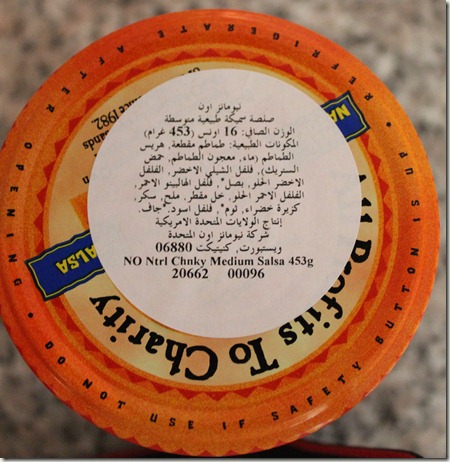 نيومانز اون
صلصة سميكة طبيعية متوسطة
الوزن الصافي: 16 اونس (453 غرام)
المكونات الطبيعية: طماطم مقطعة، هريس
الطماطم (ماء، معجون الطماطم، حمض
الستريك)، الفلفل الشيلي الاخضر، الفلفل
الاخضر الحلو، بصل*، فلفل الهالبينو الاحمر،
الفلفل الاحمر الحلو، خل مقطر، ملح، سكر،
كزبرة خضراء، ثوم*، فلفل اسود.*جاف.
إنتاج الولايات المتحدة الامريكية
شركة نيومانز اون المتحدة
ويستبورت, كنيتيكت 06880
NO Ntrl Chnky Medium Salsa 453g
20662 00096
All Profits To Charity
since 1982.
SALSA
• DO NOT USE IF SAFETY BUTTON IS UP •
REFRIGERATE AFTER OPENING